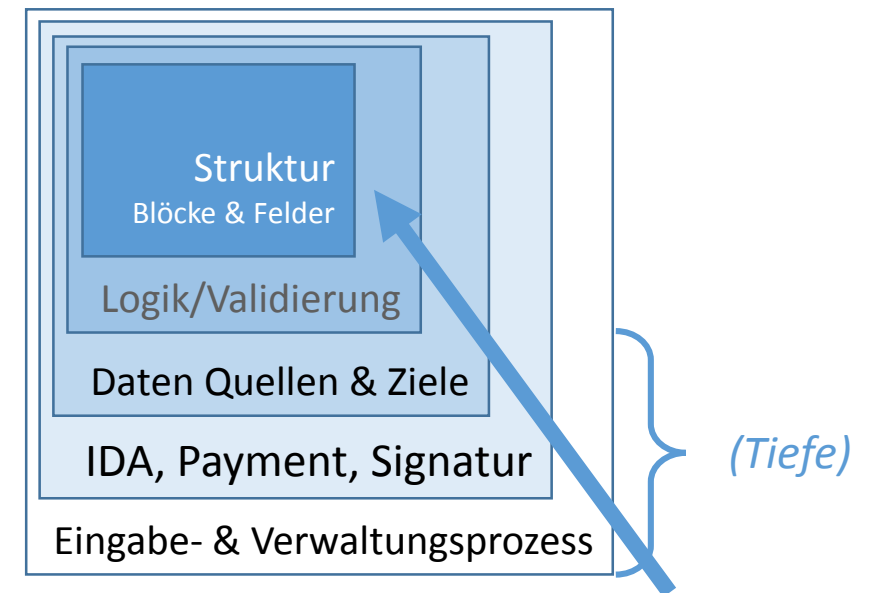 Struktur
Blöcke & Felder
Logik/Validierung
Daten Quellen & Ziele
IDA, Payment, Signatur
Eingabe- & Verwaltungsprozess
(Tiefe)